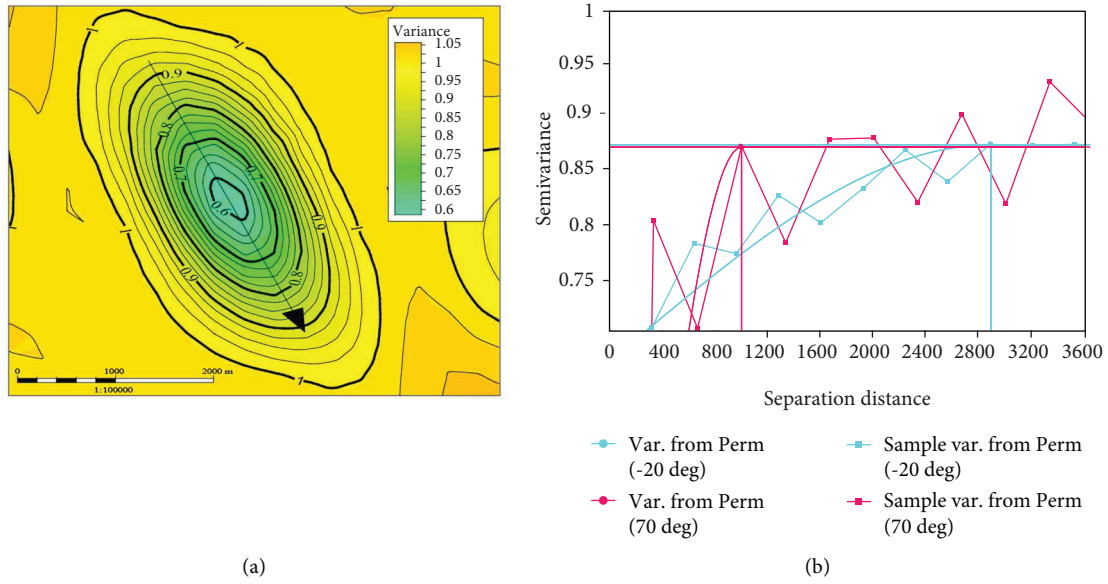 Variance
1.05
1
0.95
0.9
0.85
0.8
0.75
0.7
0.65
0.6
1
1
0.9
0.8
0.7
0.7
0.6
0.9
0.8
0.9
1
1
1
0 1000 2000 m
1:100000
(a)
Semivariance
1
0.95
0.9
0.85
0.8
0.75
0 400 800 1200 1600 2000 2400 2800 3200 3600
Separation distance
Var. from Perm
(-20 deg)
Sample var. from Perm
(-20 deg)
Var. from Perm
(70 deg)
Sample var. from Perm
(70 deg)
(b)